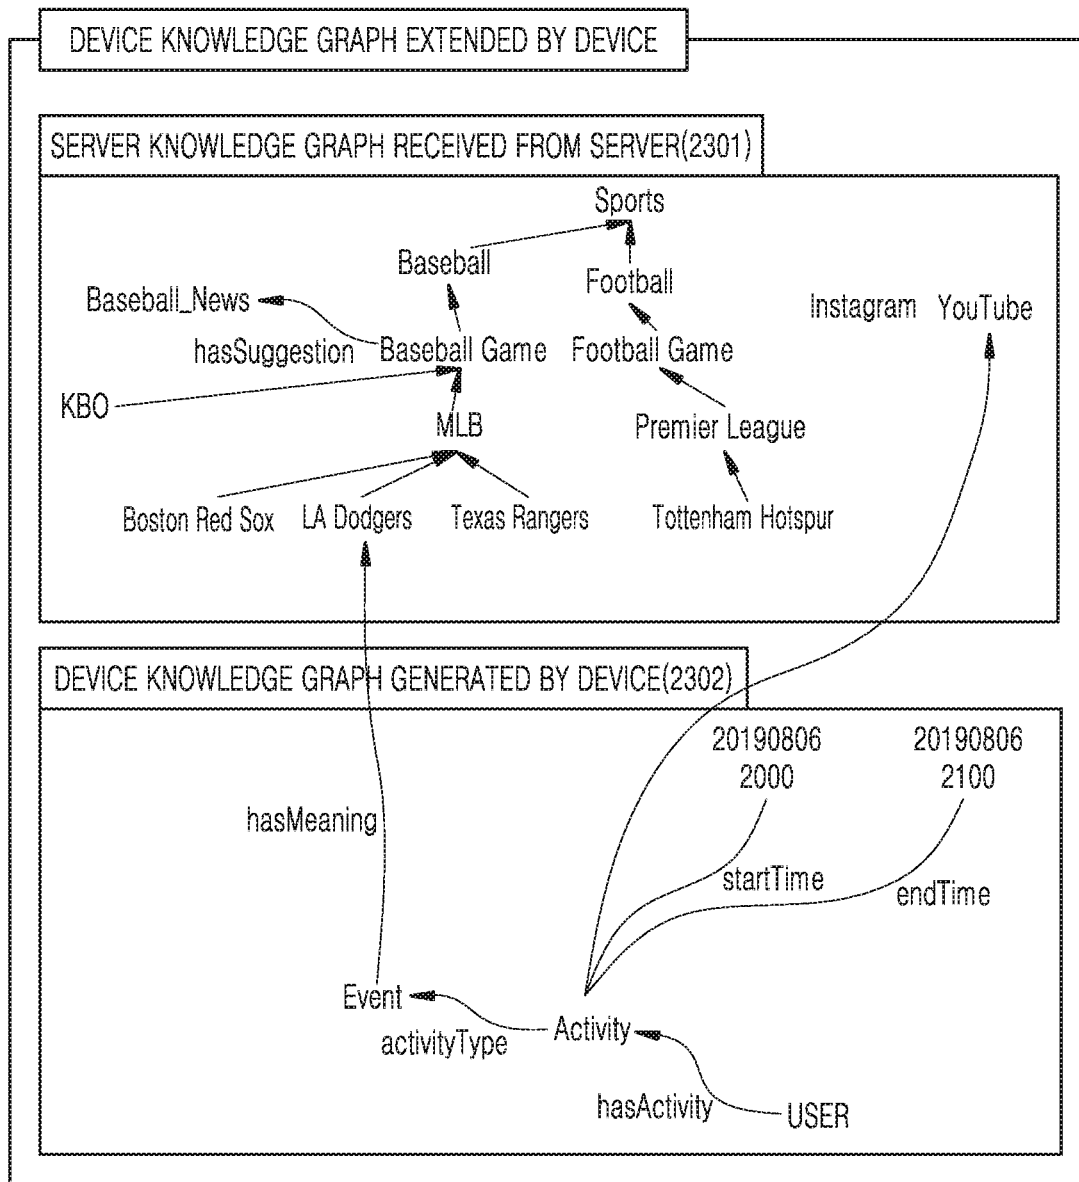 DEVICE KNOWLEDGE GRAPH EXTENDED BY DEVICE
SERVER KNOWLEDGE GRAPH RECEIVED FROM SERVER(2301)
Sports
Baseball
Football
Baseball_News
Instagram YouTube
hasSuggestion
Baseball Game
Football Game
KBO
MLB
Premier League
Boston Red Sox
LA Dodgers
Texas Rangers
Tottenham Hotspur
DEVICE KNOWLEDGE GRAPH GENERATED BY DEVICE(2302)
20190806
2000
20190806
2100
hasMeaning
startTime
endTime
Event
activityType
Activity
hasActivity
USER